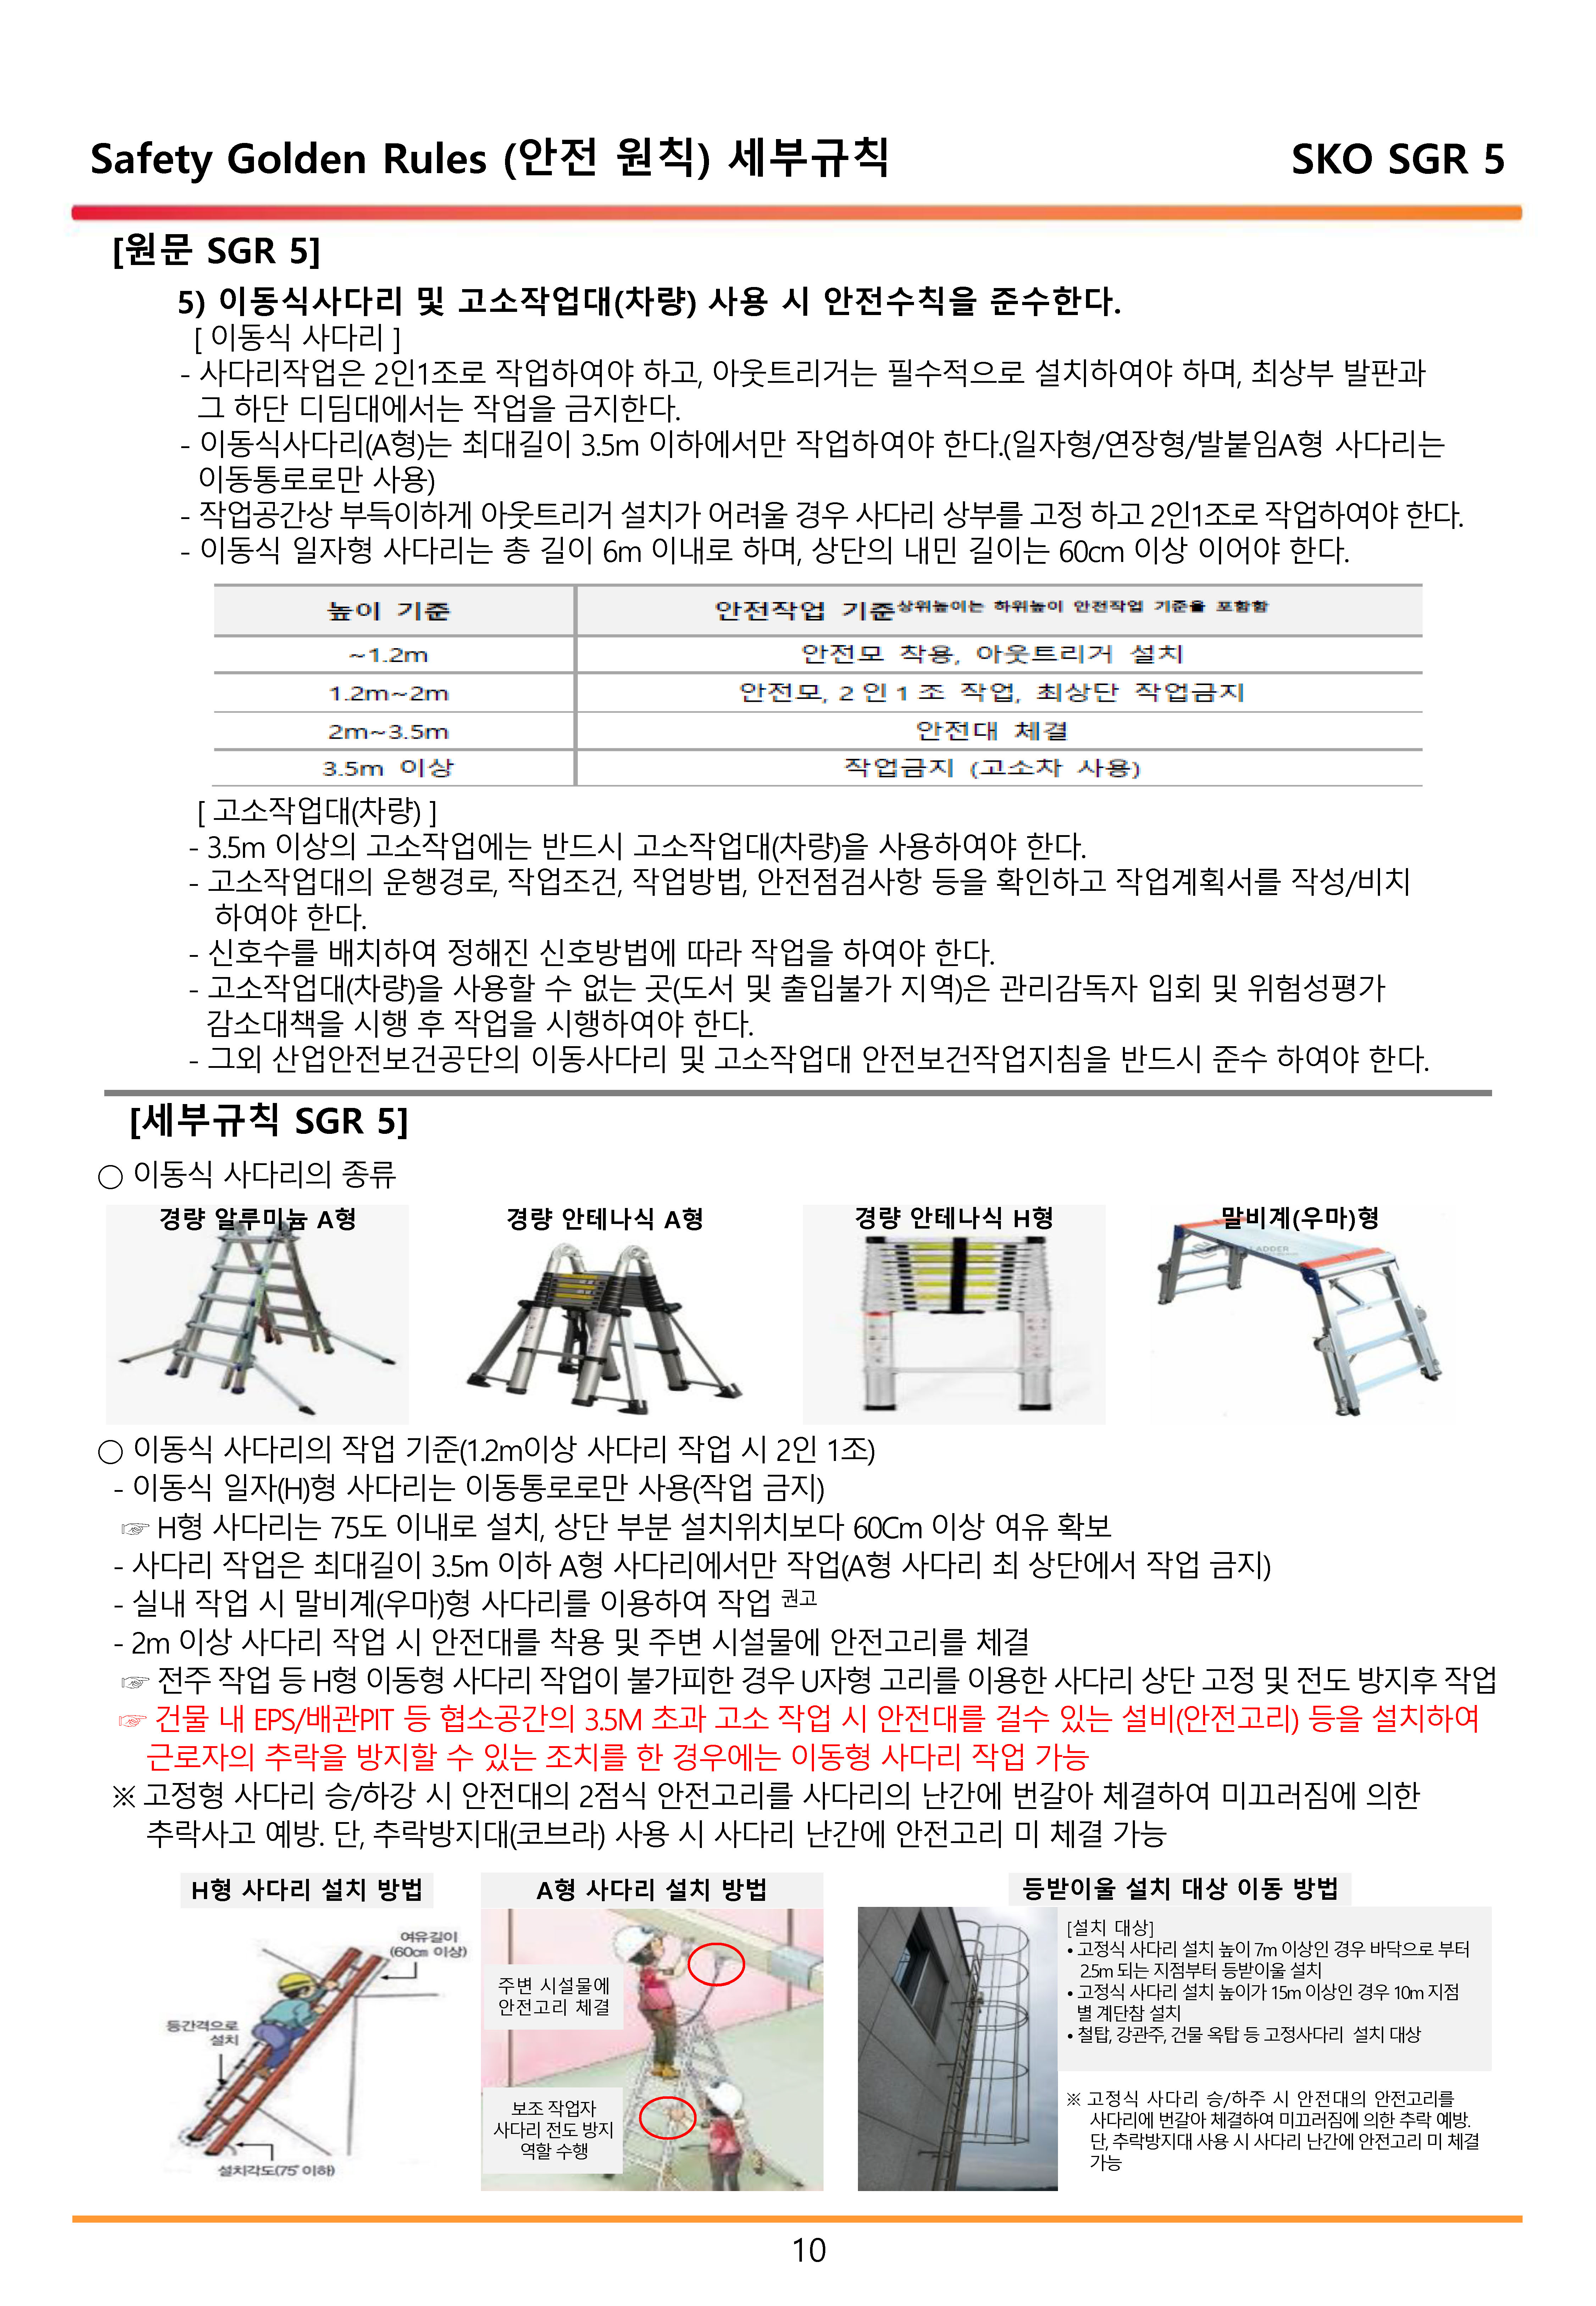 Safety Golden Rules (안전 원칙) 세부규칙 SKO SGR 5
[원문 SGR 5]
5) 이동식사다리 및 고소작업대(차량) 사용 시 안전수칙을 준수한다.
[ 이동식 사다리 ]
- 사다리작업은 2인1조로 작업하여야 하고, 아웃트리거는 필수적으로 설치하여야 하며, 최상부 발판과
그 하단 디딤대에서는 작업을 금지한다.
- 이동식사다리(A형)는 최대길이 3.5m 이하에서만 작업하여야 한다.(일자형/연장형/발붙임A형 사다리는
이동통로로만 사용)
- 작업공간상 부득이하게 아웃트리거 설치가 어려울 경우 사다리 상부를 고정 하고 2인1조로 작업하여야 한다.
- 이동식 일자형 사다리는 총 길이 6m 이내로 하며, 상단의 내민 길이는 60cm 이상 이어야 한다.
높이 기준 안전작업 기준상위높이는 하위높이 안전작업 기준을 포함함
~1.2m 안전모 착용, 아웃트리거 설치
1.2m~2m 안전모, 2인1조 작업, 최상단 작업금지
2m~3.5m 안전대 체결
3.5m 이상 작업금지 (고소차 사용)
[ 고소작업대(차량) ]
- 3.5m 이상의 고소작업에는 반드시 고소작업대(차량)을 사용하여야 한다.
- 고소작업대의 운행경로, 작업조건, 작업방법, 안전점검사항 등을 확인하고 작업계획서를 작성/비치
하여야 한다.
- 신호수를 배치하여 정해진 신호방법에 따라 작업을 하여야 한다.
- 고소작업대(차량)을 사용할 수 없는 곳(도서 및 출입불가 지역)은 관리감독자 입회 및 위험성평가
감소대책을 시행 후 작업을 시행하여야 한다.
- 그외 산업안전보건공단의 이동사다리 및 고소작업대 안전보건작업지침을 반드시 준수 하여야 한다.
[세부규칙 SGR 5]
○ 이동식 사다리의 종류
경량 알루미늄 A형 경량 안테나식 A형 경량 안테나식 H형 말비계(우마)형
LADDER
○ 이동식 사다리의 작업 기준(1.2m이상 사다리 작업 시 2인 1조)
- 이동식 일자(H)형 사다리는 이동통로로만 사용(작업 금지)
☞ H형 사다리는 75도 이내로 설치, 상단 부분 설치위치보다 60Cm 이상 여유 확보
- 사다리 작업은 최대길이 3.5m 이하 A형 사다리에서만 작업(A형 사다리 최 상단에서 작업 금지)
- 실내 작업 시 말비계(우마)형 사다리를 이용하여 작업 권고
- 2m 이상 사다리 작업 시 안전대를 착용 및 주변 시설물에 안전고리를 체결
☞ 전주 작업 등 H형 이동형 사다리 작업이 불가피한 경우 U자형 고리를 이용한 사다리 상단 고정 및 전도 방지후 작업
☞ 건물 내 EPS/배관PIT 등 협소공간의 3.5M 초과 고소 작업 시 안전대를 걸수 있는 설비(안전고리) 등을 설치하여
근로자의 추락을 방지할 수 있는 조치를 한 경우에는 이동형 사다리 작업 가능
※ 고정형 사다리 승/하강 시 안전대의 2점식 안전고리를 사다리의 난간에 번갈아 체결하여 미끄러짐에 의한
추락사고 예방. 단, 추락방지대(코브라) 사용 시 사다리 난간에 안전고리 미 체결 가능
H형 사다리 설치 방법
여유길이
(60㎝ 이상)
등간격으로
설치
설치각도(75° 이하)
A형 사다리 설치 방법
주변 시설물에
안전고리 체결
보조 작업자
사다리 전도 방지
역할 수행
등받이울 설치 대상 이동 방법
[설치 대상]
• 고정식 사다리 설치 높이 7m 이상인 경우 바닥으로 부터
2.5m 되는 지점부터 등받이울 설치
• 고정식 사다리 설치 높이가 15m 이상인 경우 10m 지점
별 계단참 설치
• 철탑, 강관주, 건물 옥탑 등 고정사다리 설치 대상
※ 고정식 사다리 승/하주 시 안전대의 안전고리를
사다리에 번갈아 체결하여 미끄러짐에 의한 추락 예방.
단, 추락방지대 사용 시 사다리 난간에 안전고리 미 체결
가능
10